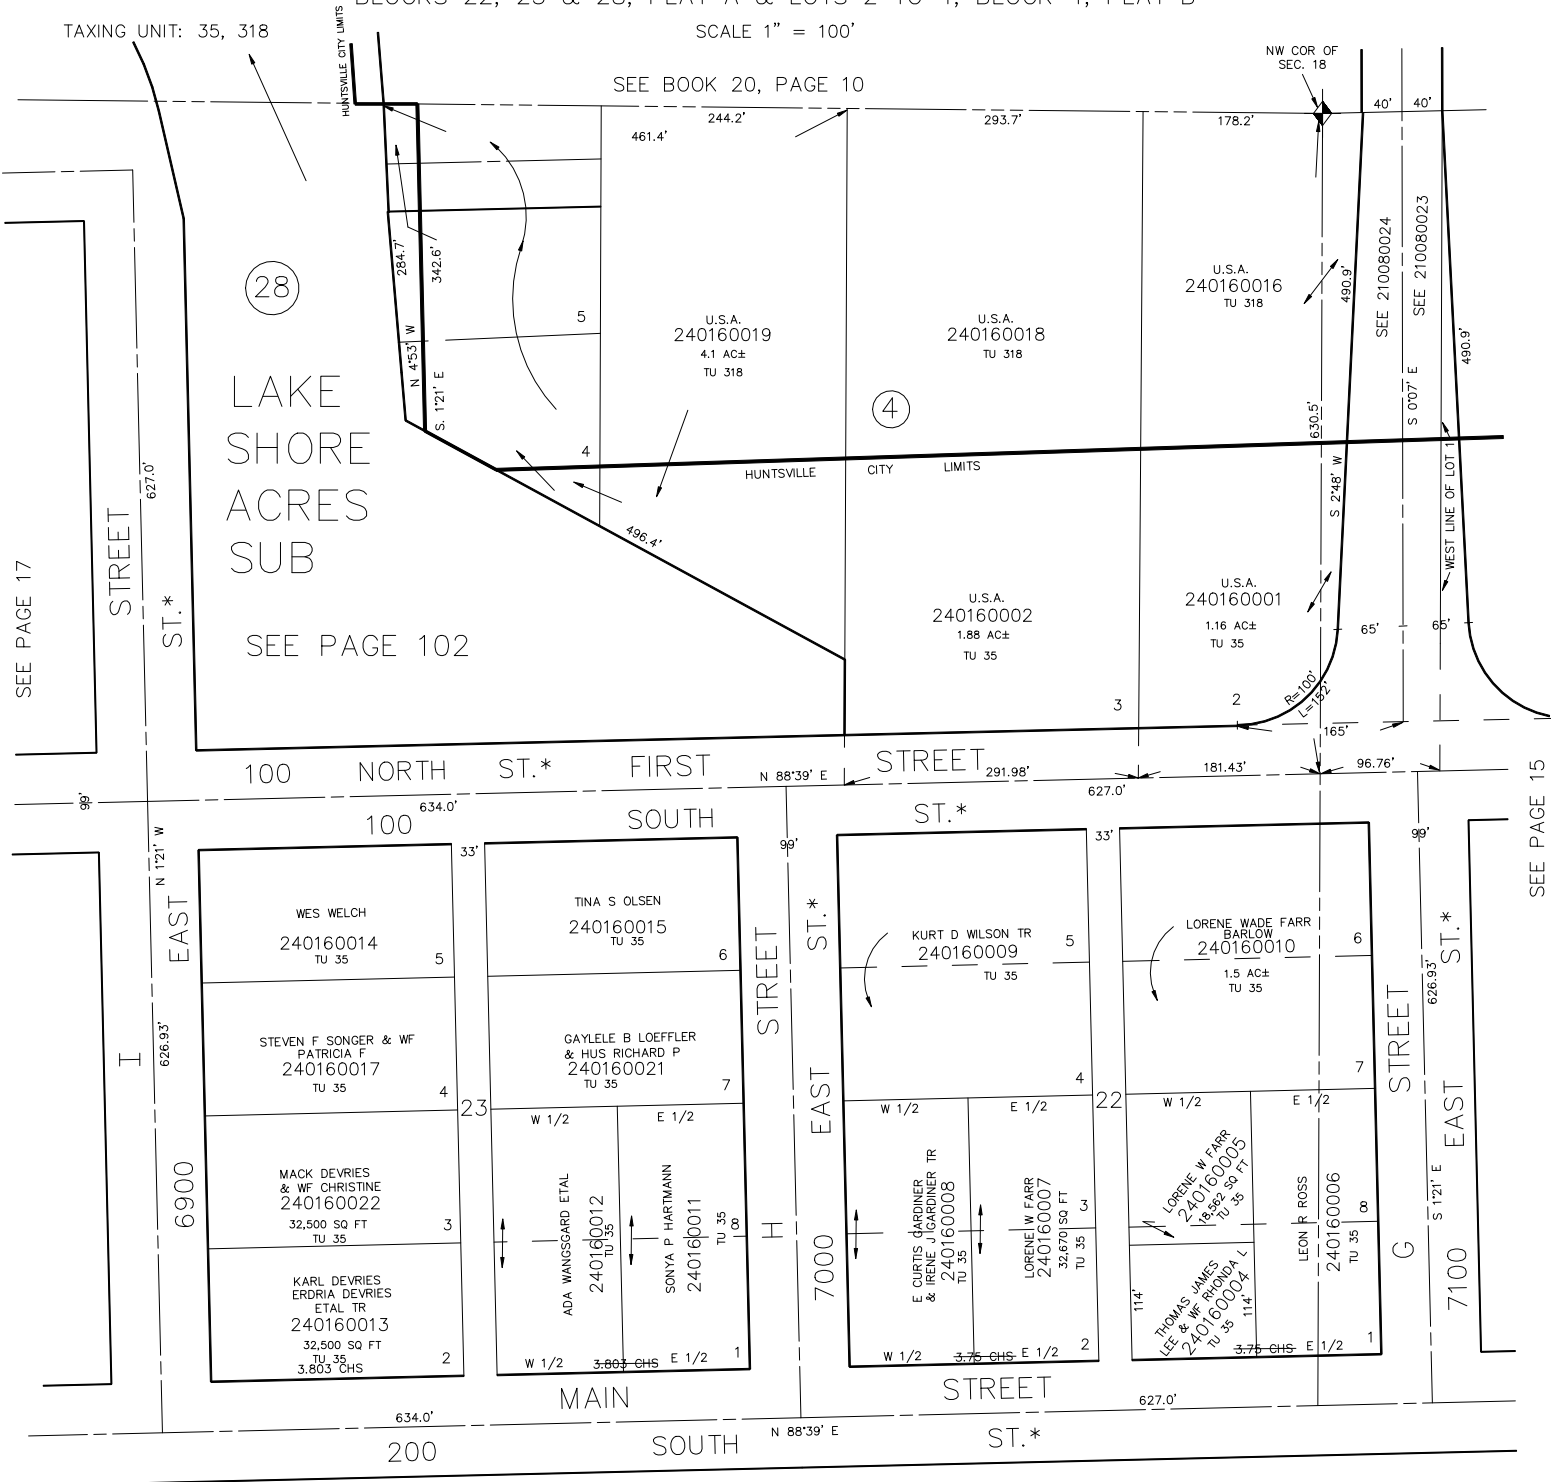 BLOCKS 22, 23 & 28, PLAT A & LOTS 2 TO 4, BLOCK 4, PLAT B
TAXING UNIT: 35, 318
SCALE 1" = 100'
SEE BOOK 20, PAGE 10
HUNTSVILLE CITY LIMITS
NW COR OF
SEC. 18
40'
40'
244.2'
461.4'
293.7'
178.2'
284.7'
N 4°53' W
342.6'
S. 1°21' E
28
LAKE
SHORE
ACRES
SUB
SEE PAGE 102
5
4
U.S.A.
240160019
4.1 AC±
TU 318
U.S.A.
240160018
TU 318
4
U.S.A.
240160016
TU 318
490.9'
630.5'
SEE 210080024
SEE 210080023
S 0°07' E
490.9'
HUNTSVILLE CITY LIMITS
S 2°48' W
WEST LINE OF LOT 1
496.4'
U.S.A.
240160002
1.88 AC±
TU 35
3
U.S.A.
240160001
1.16 AC±
TU 35
2
65'
65'
R=100'
L=152'
165'
SEE PAGE 17
STREET
627.0'
ST.*
100 NORTH ST.* FIRST STREET
N 88°39' E
291.98'
181.43'
96.76'
99'
634.0'
627.0'
100 SOUTH ST.*
SEE PAGE 15
N 1°21' W
33'
99'
33'
99'
EAST
626.93'
I
6900
WES WELCH
240160014
TU 35
5
STEVEN F SONGER & WF
PATRICIA F
240160017
TU 35
4
MACK DEVRIES
& WF CHRISTINE
240160022
32,500 SQ FT
TU 35
3
KARL DEVRIES
ERDRIA DEVRIES
ETAL TR
240160013
32,500 SQ FT
TU 35
3.803 CHS
2
23
TINA S OLSEN
240160015
TU 35
6
GAYLELE B LOEFFLER
& HUS RICHARD P
240160021
TU 35
7
W 1/2
E 1/2
ADA WANGSGARD ETAL
240160012
TU 35
SONYA P HARTMANN
240160011
TU 35
8
W 1/2
3.803 CHS
E 1/2
1
STREET
H
ST.*
EAST
7000
KURT D WILSON TR
240160009
TU 35
5
4
W 1/2
E 1/2
E CURTIS GARDINER
& IRENE J GARDINER TR
240160008
TU 35
LORENE W FARR
240160007
32,670 SQ FT
TU 35
3
W 1/2
3.75 CHS
E 1/2
2
22
LORENE WADE FARR
BARLOW
240160010
1.5 AC±
TU 35
6
7
W 1/2
E 1/2
LORENE W FARR
240160005
18,562 SQ FT
TU 35
THOMAS JAMES
LEE & WF RHONDA L
240160004
TU 35
114'
114'
LEON R ROSS
240160006
TU 35
8
3.75 CHS
E 1/2
1
STREET
G
626.93'
S 1°21' E
ST.*
EAST
7100
MAIN STREET
634.0'
N 88°39' E
627.0'
200 SOUTH ST.*